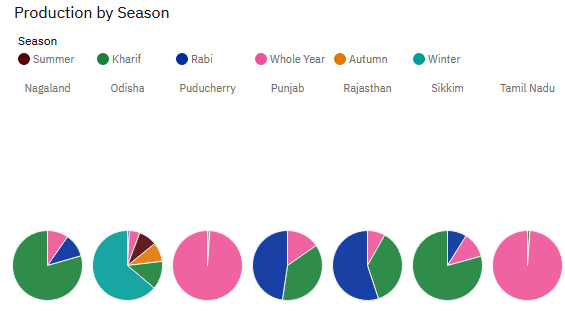 Production by Season
Season
Summer Kharif Rabi Whole Year Autumn Winter
Nagaland Odisha Puducherry Punjab Rajasthan Sikkim Tamil Nadu